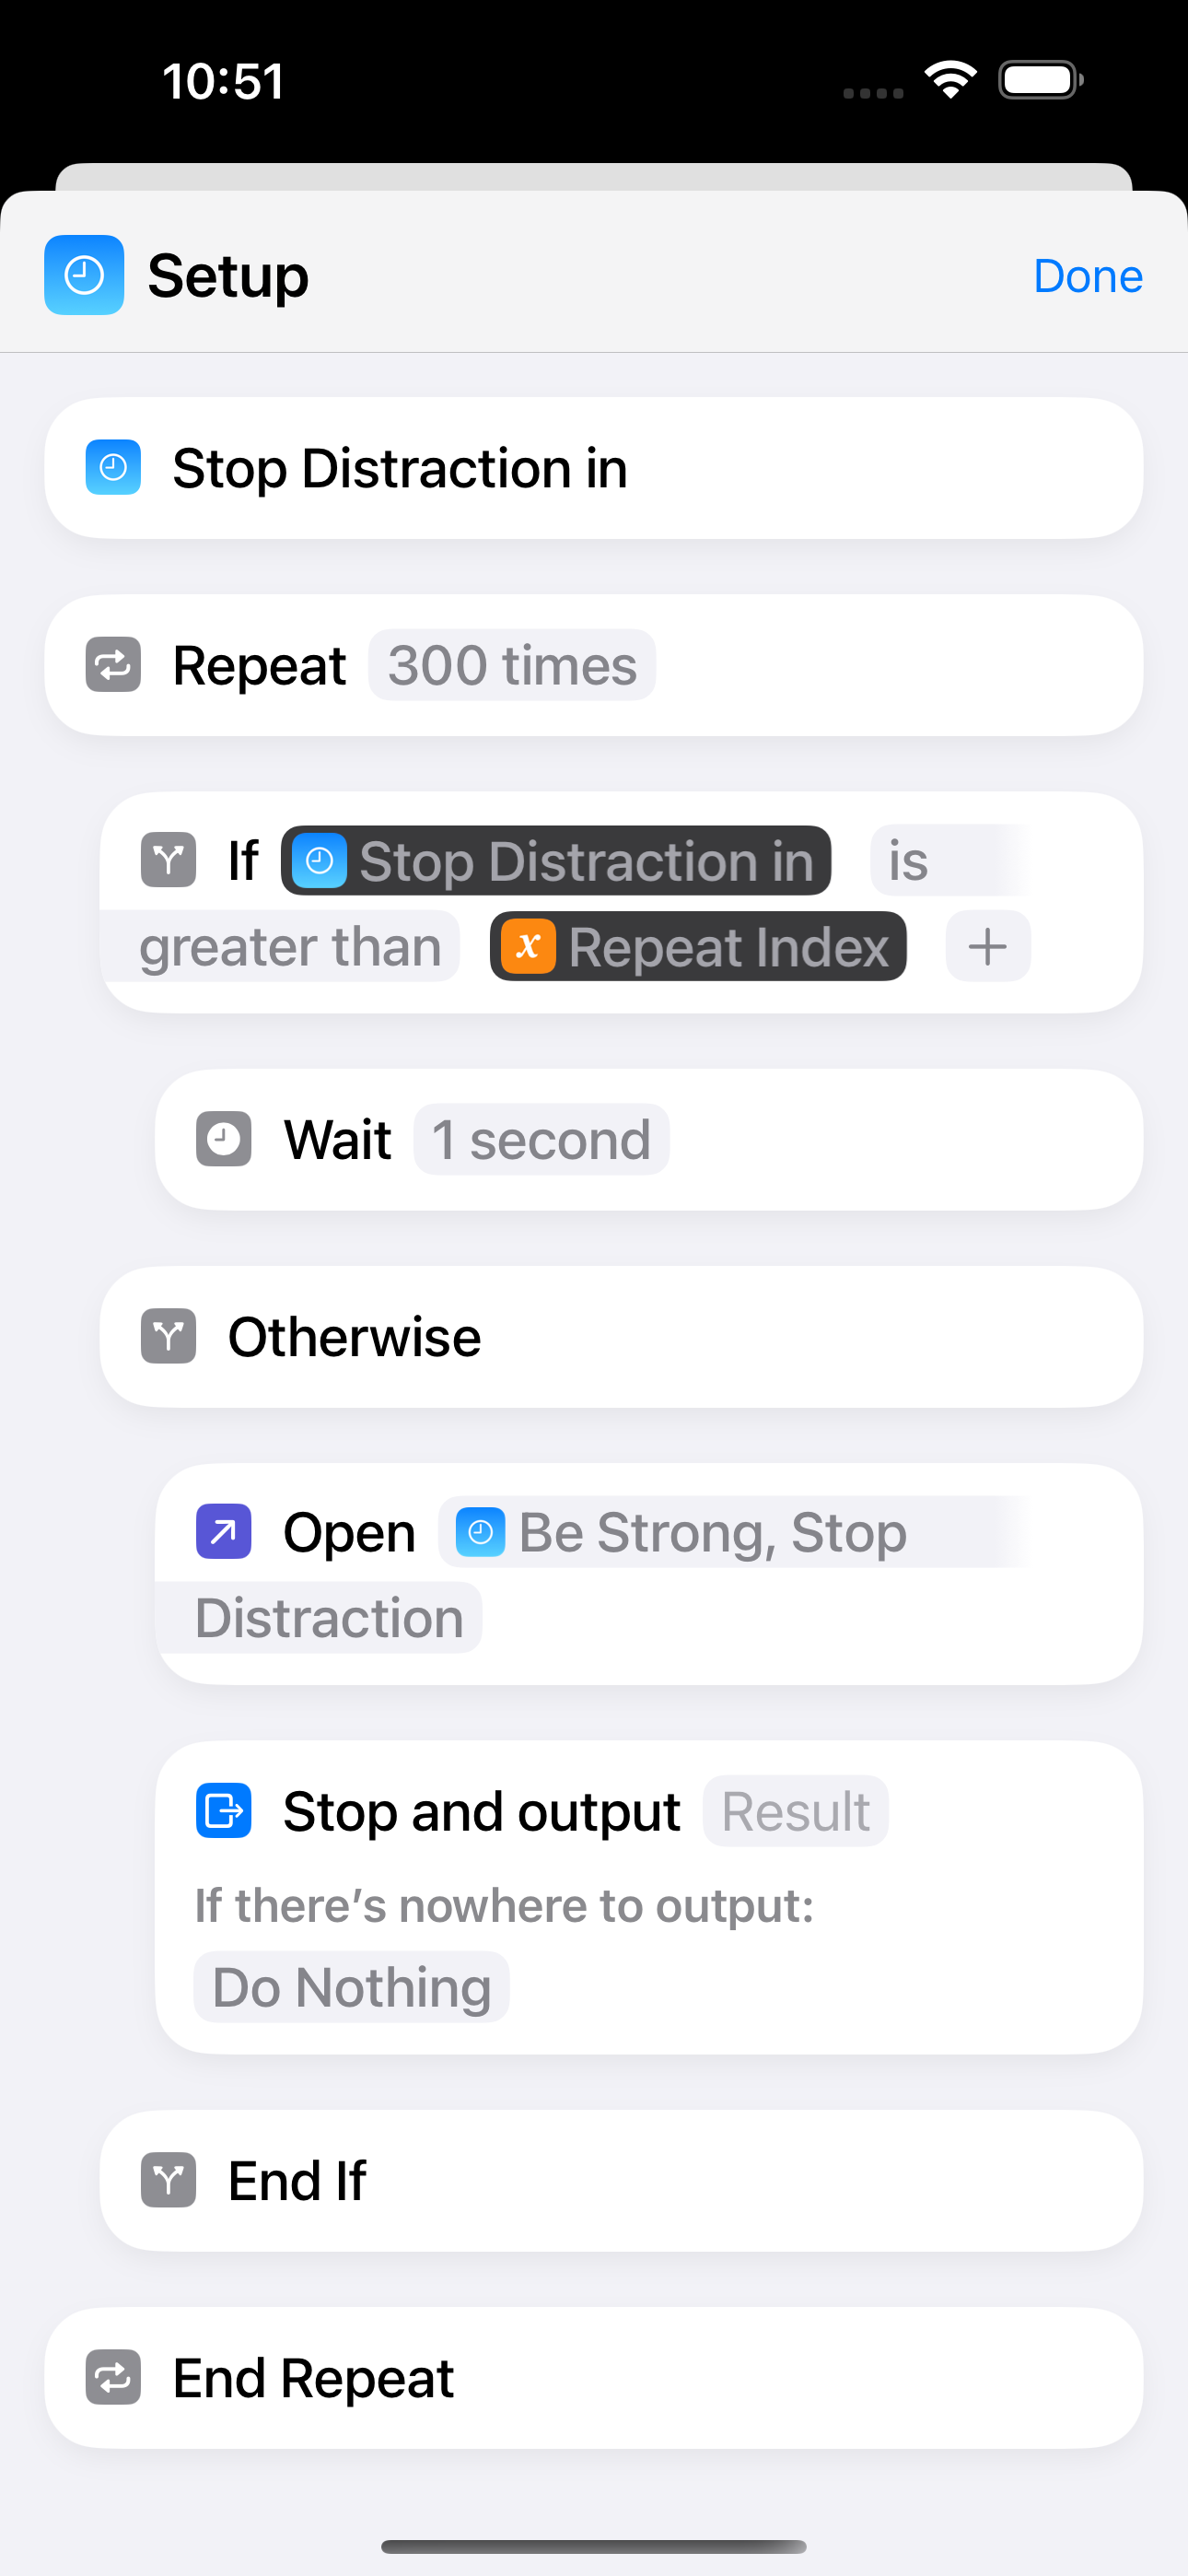 10:51
Setup
Done
Stop Distraction in
Repeat 300 times
If Stop Distraction in is
greater than x Repeat Index +
Wait 1 second
Otherwise
Open Be Strong, Stop
Distraction
Stop and output Result
If there’s nowhere to output:
Do Nothing
End If
End Repeat